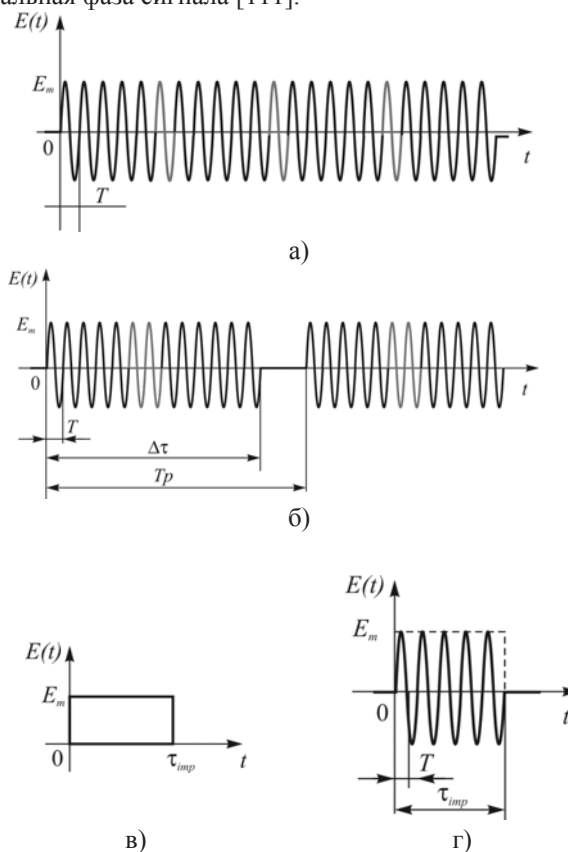 альная фаза сигнала [111].
E(t)
E_m
0
t
T
а)
E(t)
E_m
0
t
T
Δτ
Tp
б)
E(t)
E_m
0
τ_imp
t
в)
E(t)
E_m
0
t
T
τ_imp
г)